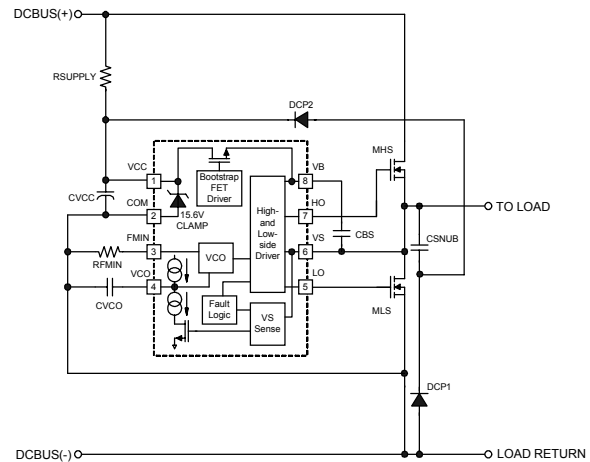 DCBUS(+)
RSUPPLY
DCP2
MHS
VCC
1
Bootstrap
FET
Driver
VB
8
CVCC
COM
2
15.6V
CLAMP
High-
and
Low-
side
Driver
HO
7
TO LOAD
CBS
CSNUB
FMIN
3
VCO
VS
6
RFMIN
VCO
4
LO
5
CVCO
Fault
Logic
VS
Sense
MLS
DCP1
DCBUS(-)
LOAD RETURN